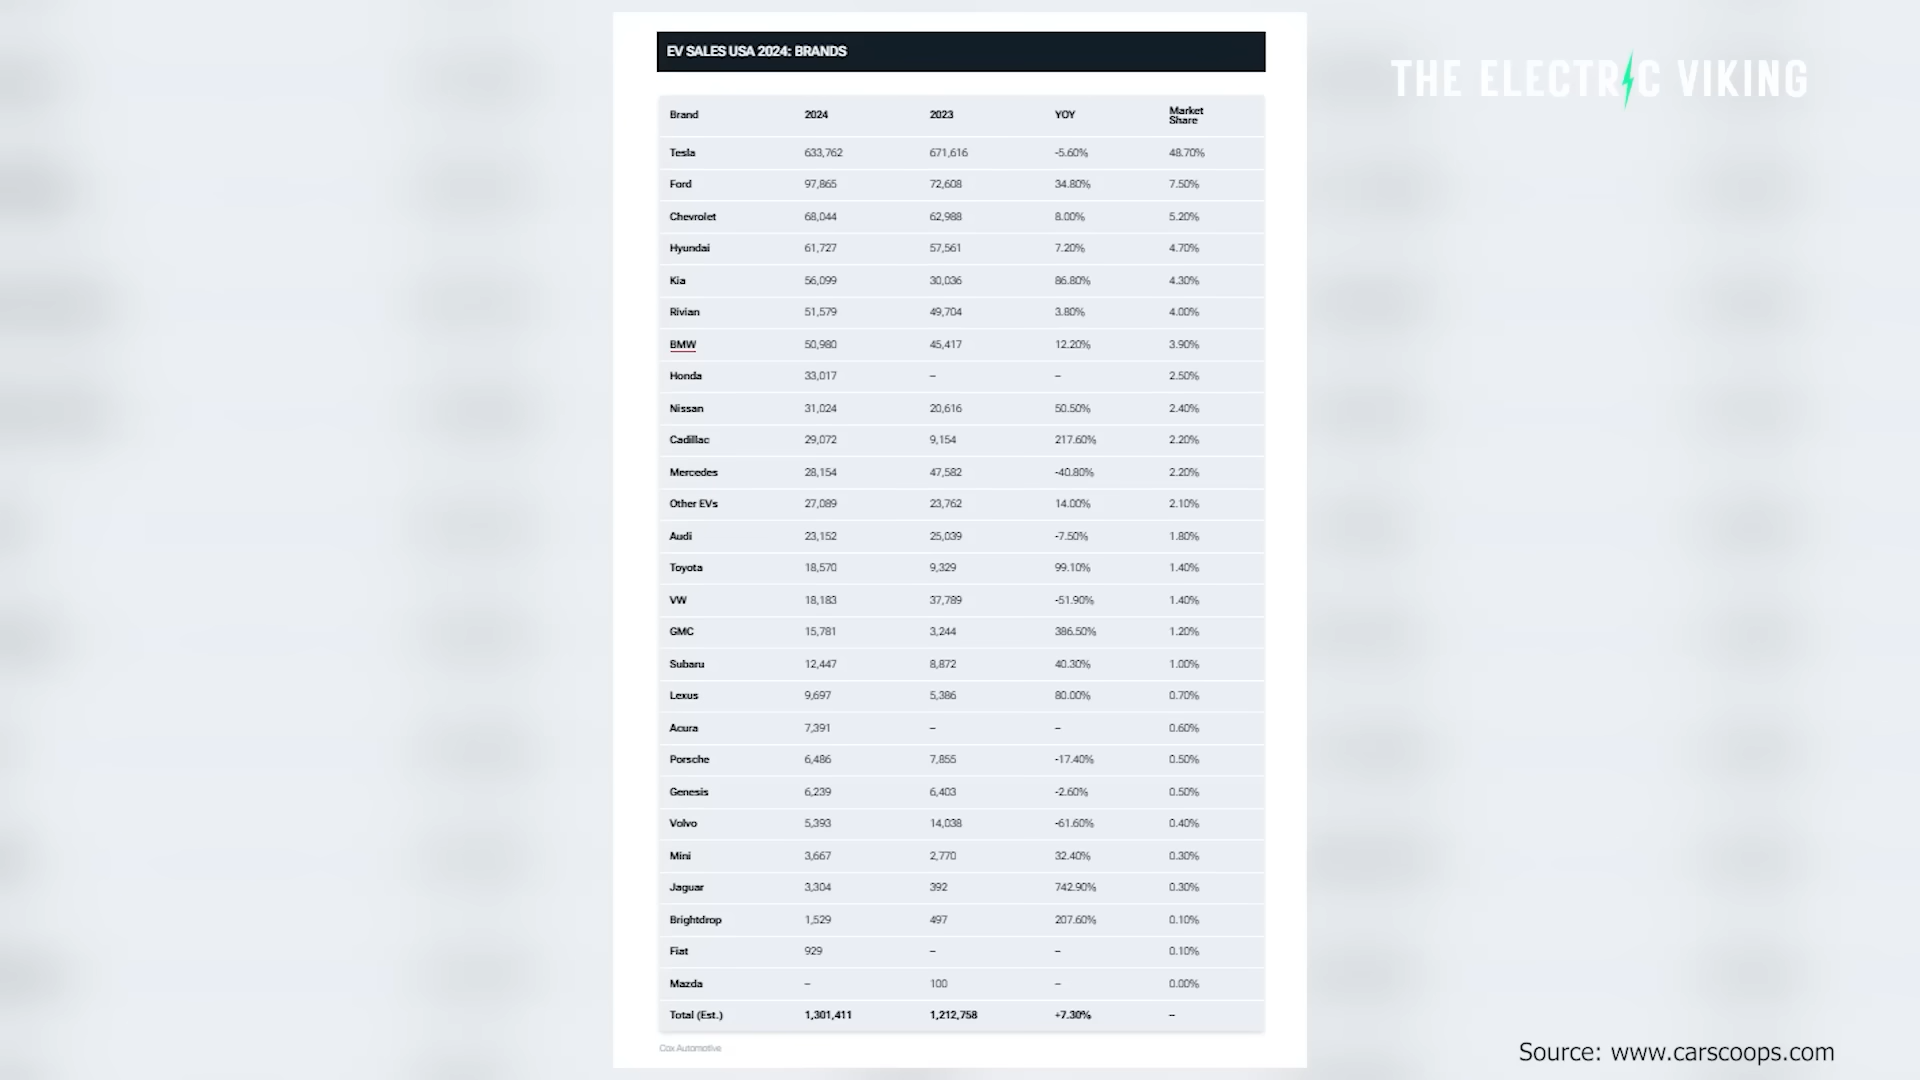 EV SALES USA 2024: BRANDS
THE ELECTRIC VIKING
Brand 2024 2023 YOY Market Share
Tesla 633,762 671,616 -5.60% 48.70%
Ford 97,865 72,608 34.80% 7.50%
Chevrolet 68,044 62,988 8.00% 5.20%
Hyundai 61,727 57,561 7.20% 4.70%
Kia 56,099 30,036 86.80% 4.30%
Rivian 51,579 49,704 3.80% 4.00%
BMW 50,980 45,417 12.20% 3.90%
Honda 33,017 – – 2.50%
Nissan 31,024 20,616 50.50% 2.40%
Cadillac 29,072 9,154 217.60% 2.20%
Mercedes 28,154 47,582 -40.80% 2.20%
Other EVs 27,089 23,762 14.00% 2.10%
Audi 23,152 25,039 -7.50% 1.80%
Toyota 18,570 9,329 99.10% 1.40%
VW 18,183 37,789 -51.90% 1.40%
GMC 15,781 3,244 386.50% 1.20%
Subaru 12,447 8,872 40.30% 1.00%
Lexus 9,697 5,386 80.00% 0.70%
Acura 7,391 – – 0.60%
Porsche 6,486 7,855 -17.40% 0.50%
Genesis 6,239 6,403 -2.60% 0.50%
Volvo 5,393 14,038 -61.60% 0.40%
Mini 3,667 2,770 32.40% 0.30%
Jaguar 3,304 392 742.90% 0.30%
Brightdrop 1,529 497 207.60% 0.10%
Fiat 929 – – 0.10%
Mazda – 100 – 0.00%
Total (Est.) 1,301,411 1,212,758 +7.30% –
Cox Automotive
Source: www.carscoops.com